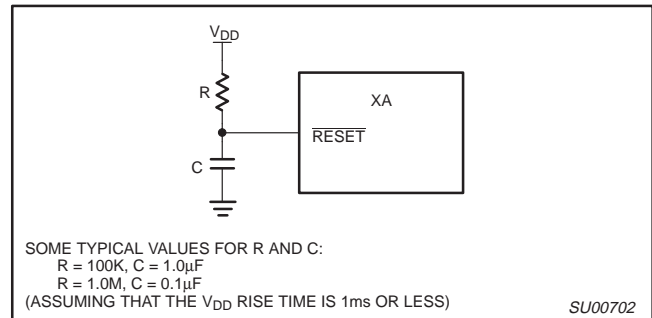 VDD
R
XA
RESET
C
SOME TYPICAL VALUES FOR R AND C:
R = 100K, C = 1.0µF
R = 1.0M, C = 0.1µF
(ASSUMING THAT THE VDD RISE TIME IS 1ms OR LESS)
SU00702